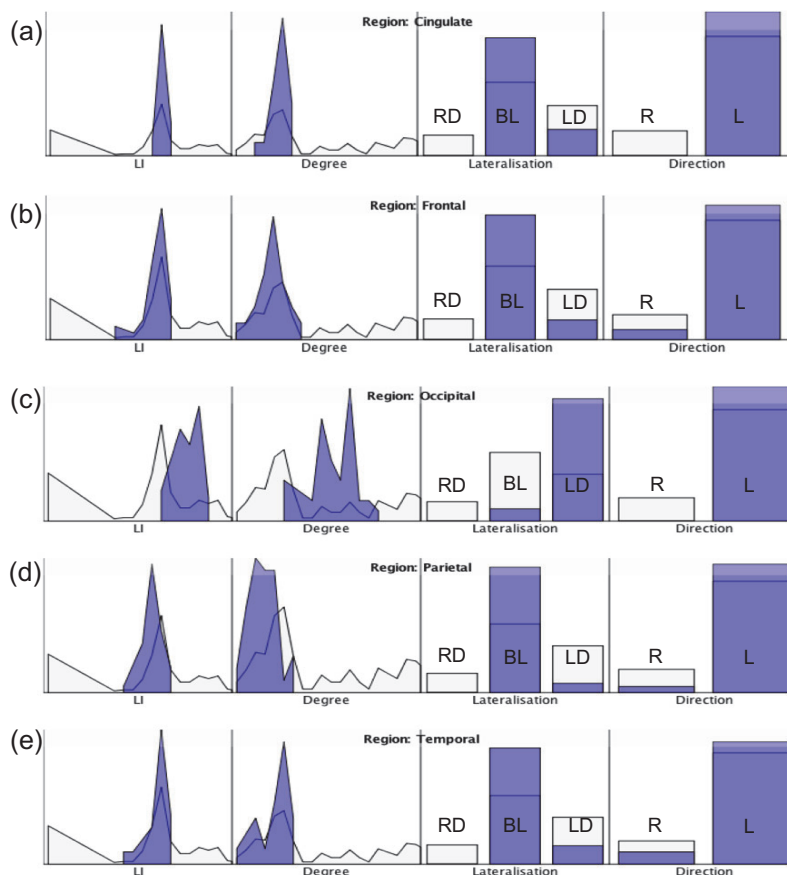 (a)
Region: Cingulate
RD BL LD R L
LI Degree Lateralisation Direction
(b)
Region: Frontal
RD BL LD R L
LI Degree Lateralisation Direction
(c)
Region: Occipital
RD BL LD R L
LI Degree Lateralisation Direction
(d)
Region: Parietal
RD BL LD R L
LI Degree Lateralisation Direction
(e)
Region: Temporal
RD BL LD R L
LI Degree Lateralisation Direction